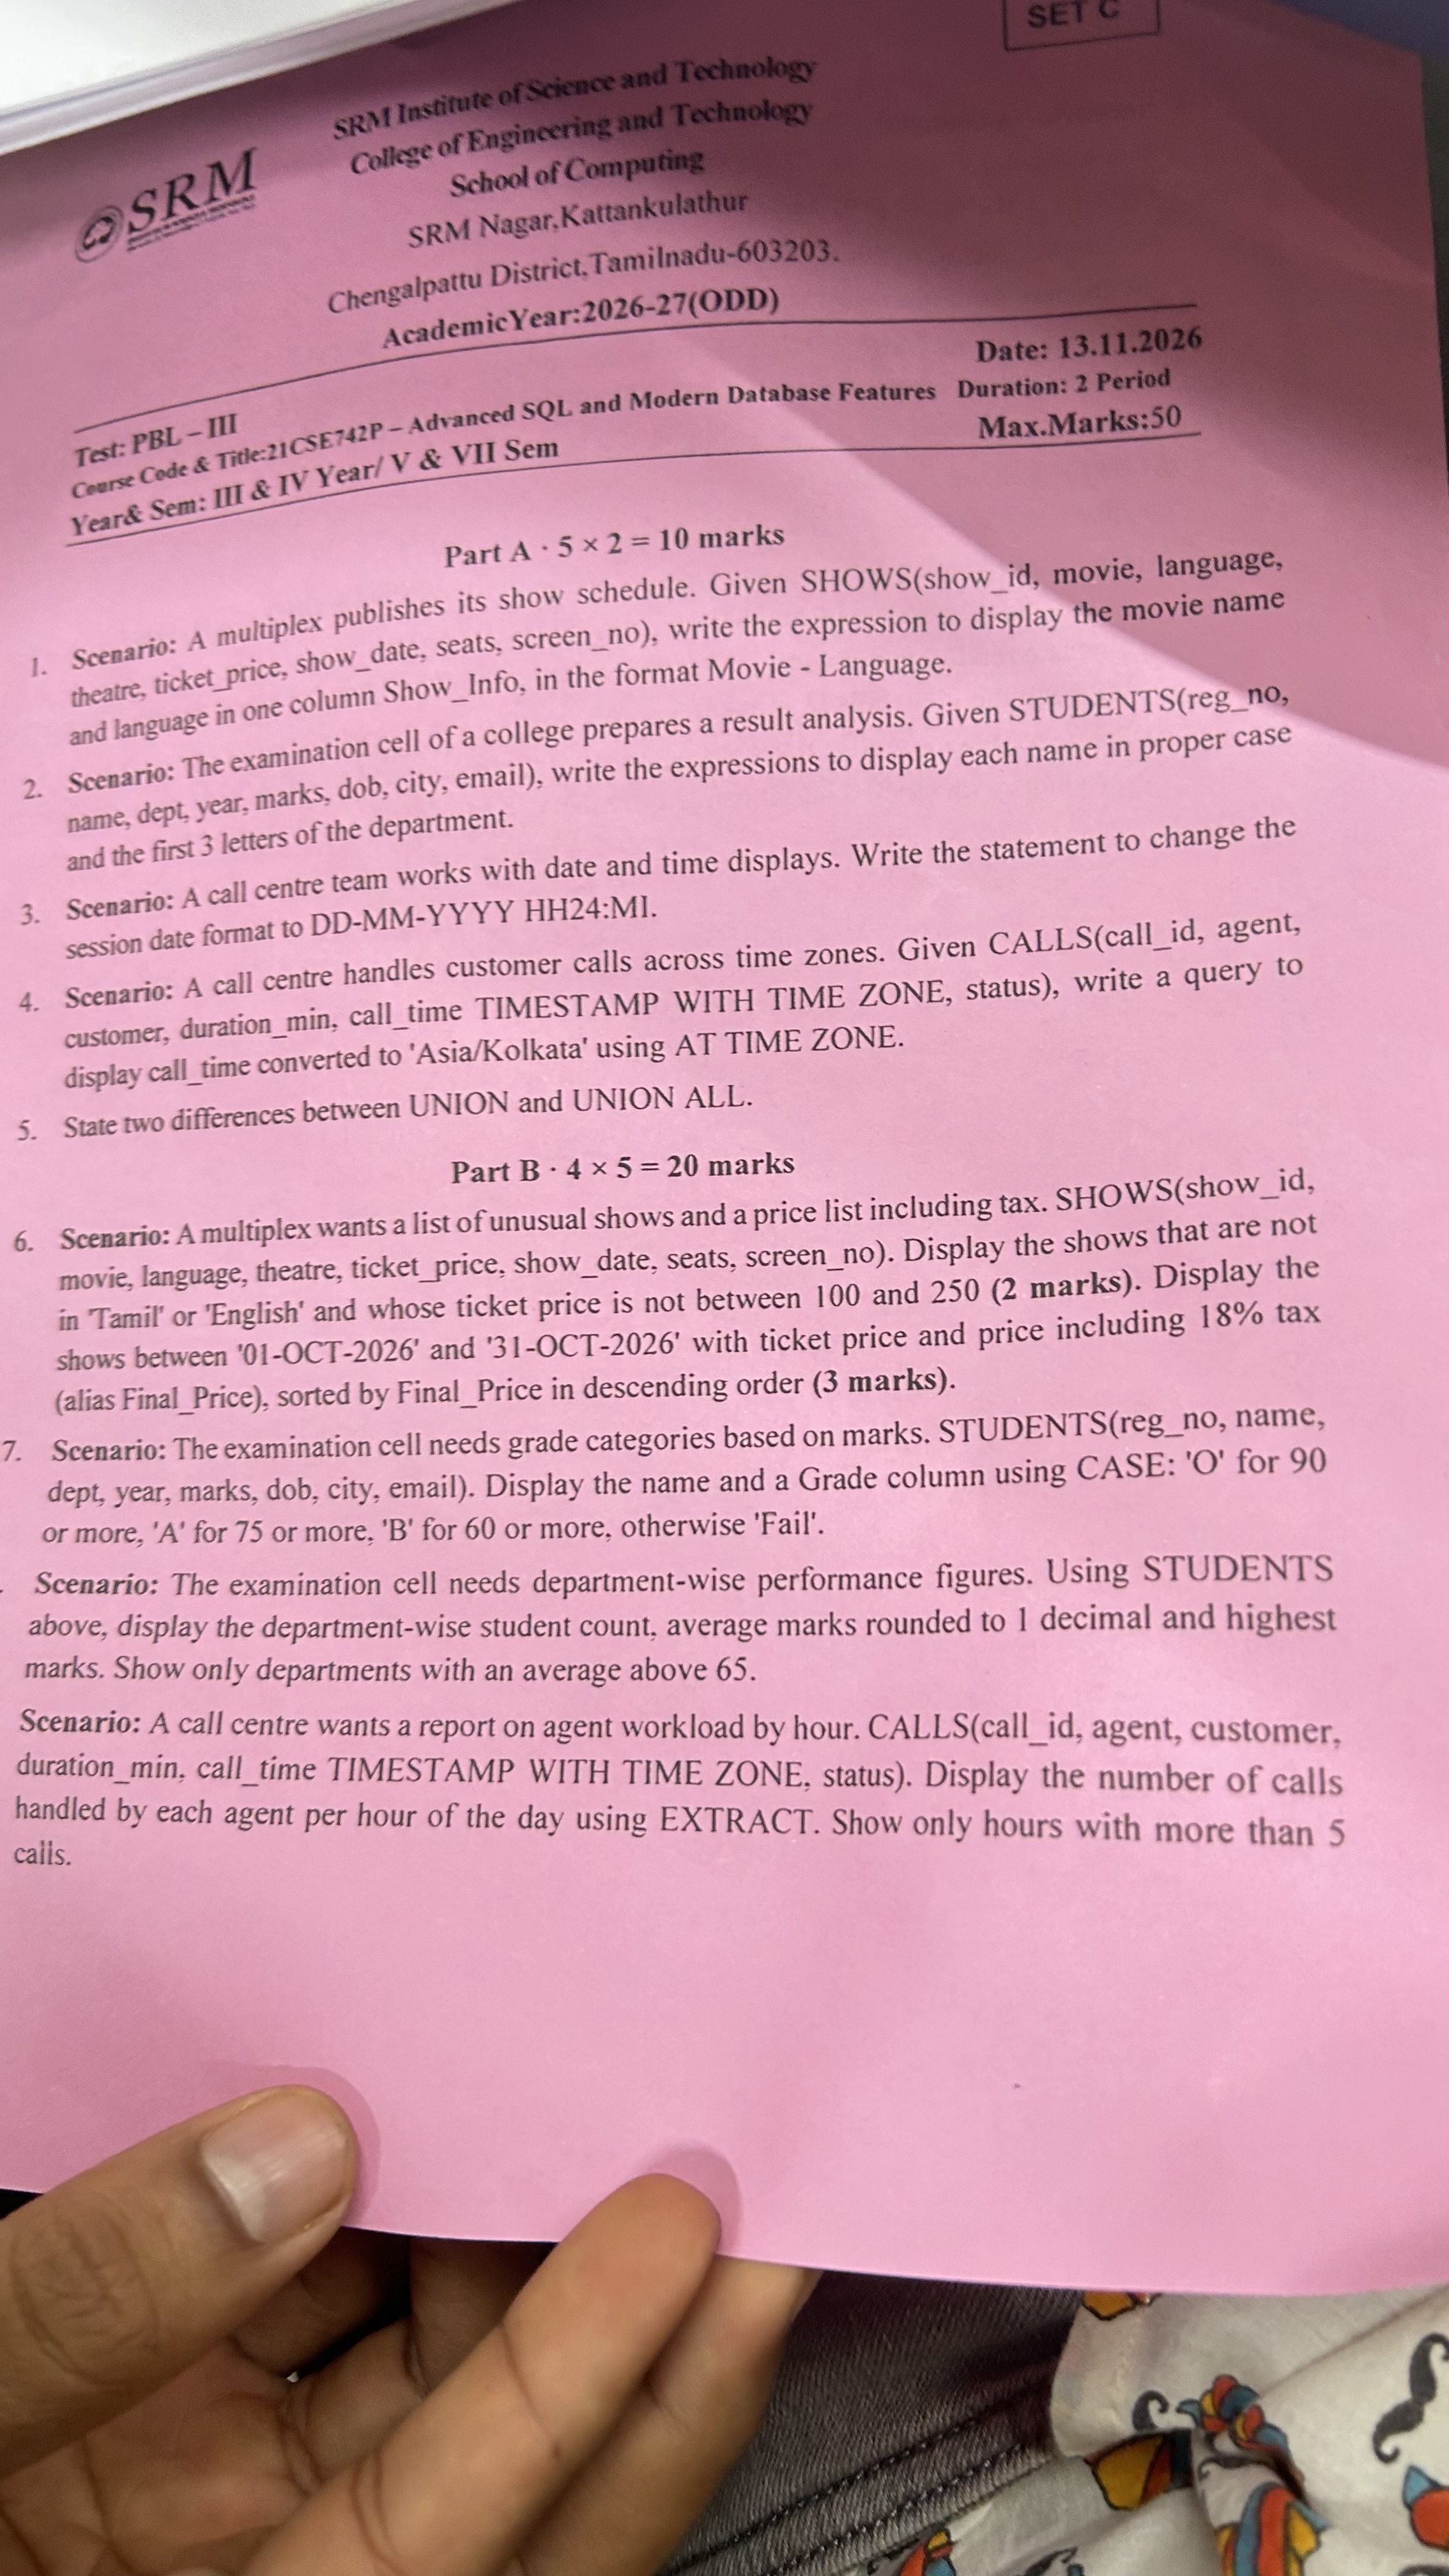 SET C
SRM
SRM Institute of Science and Technology
College of Engineering and Technology
School of Computing
SRM Nagar,Kattankulathur
Chengalpattu District,Tamilnadu-603203.
AcademicYear:2026-27(ODD)
Date: 13.11.2026
Test: PBL – III
Course Code & Title:21CSE742P – Advanced SQL and Modern Database Features Duration: 2 Period
Year& Sem: III & IV Year/ V & VII Sem
Max.Marks:50
Part A · 5 × 2 = 10 marks
1. Scenario: A multiplex publishes its show schedule. Given SHOWS(show_id, movie, language,
theatre, ticket_price, show_date, seats, screen_no), write the expression to display the movie name
and language in one column Show_Info, in the format Movie - Language.
2. Scenario: The examination cell of a college prepares a result analysis. Given STUDENTS(reg_no,
name, dept, year, marks, dob, city, email), write the expressions to display each name in proper case
and the first 3 letters of the department.
3. Scenario: A call centre team works with date and time displays. Write the statement to change the
session date format to DD-MM-YYYY HH24:MI.
4. Scenario: A call centre handles customer calls across time zones. Given CALLS(call_id, agent,
customer, duration_min, call_time TIMESTAMP WITH TIME ZONE, status), write a query to
display call_time converted to 'Asia/Kolkata' using AT TIME ZONE.
5. State two differences between UNION and UNION ALL.
Part B · 4 × 5 = 20 marks
6. Scenario: A multiplex wants a list of unusual shows and a price list including tax. SHOWS(show_id,
movie, language, theatre, ticket_price, show_date, seats, screen_no). Display the shows that are not
in 'Tamil' or 'English' and whose ticket price is not between 100 and 250 (2 marks). Display the
shows between '01-OCT-2026' and '31-OCT-2026' with ticket price and price including 18% tax
(alias Final_Price), sorted by Final_Price in descending order (3 marks).
7. Scenario: The examination cell needs grade categories based on marks. STUDENTS(reg_no, name,
dept, year, marks, dob, city, email). Display the name and a Grade column using CASE: 'O' for 90
or more, 'A' for 75 or more, 'B' for 60 or more, otherwise 'Fail'.
Scenario: The examination cell needs department-wise performance figures. Using STUDENTS
above, display the department-wise student count, average marks rounded to 1 decimal and highest
marks. Show only departments with an average above 65.
Scenario: A call centre wants a report on agent workload by hour. CALLS(call_id, agent, customer,
duration_min, call_time TIMESTAMP WITH TIME ZONE, status). Display the number of calls
handled by each agent per hour of the day using EXTRACT. Show only hours with more than 5
calls.